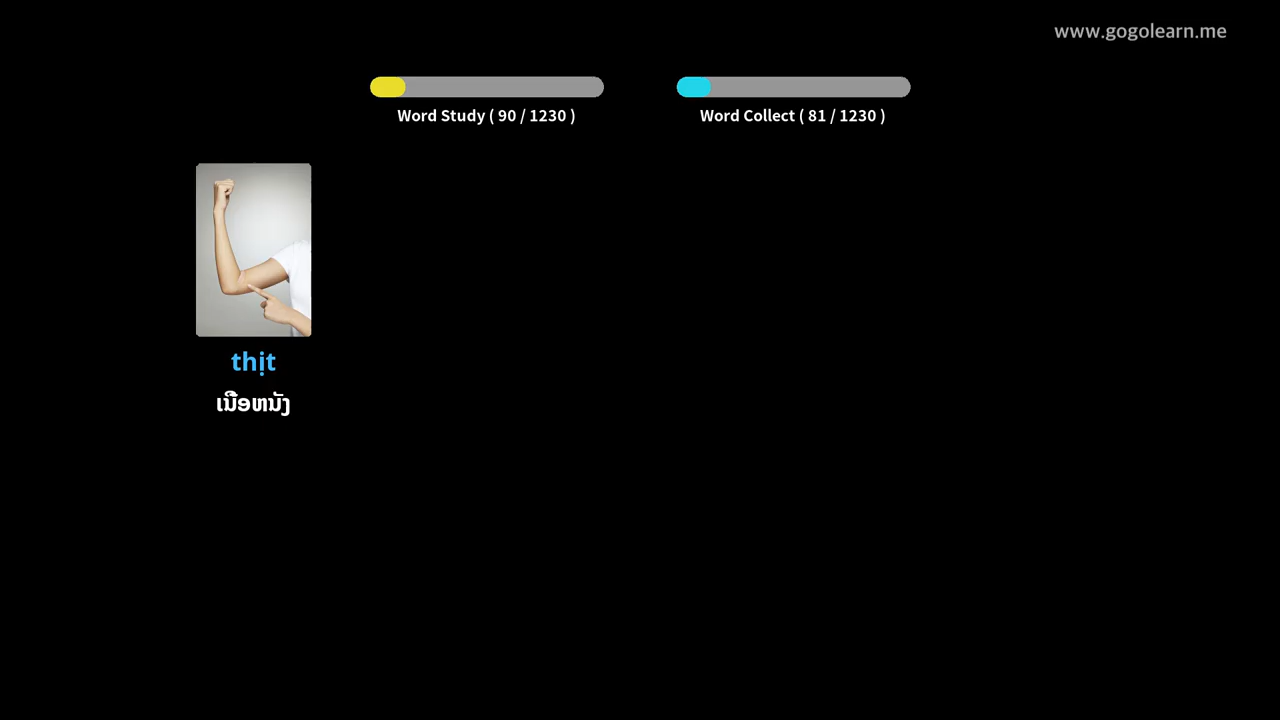 www.gogolearn.me
Word Study ( 90 / 1230 )
Word Collect ( 81 / 1230 )
thịt
ເນື້ອຫນັງ